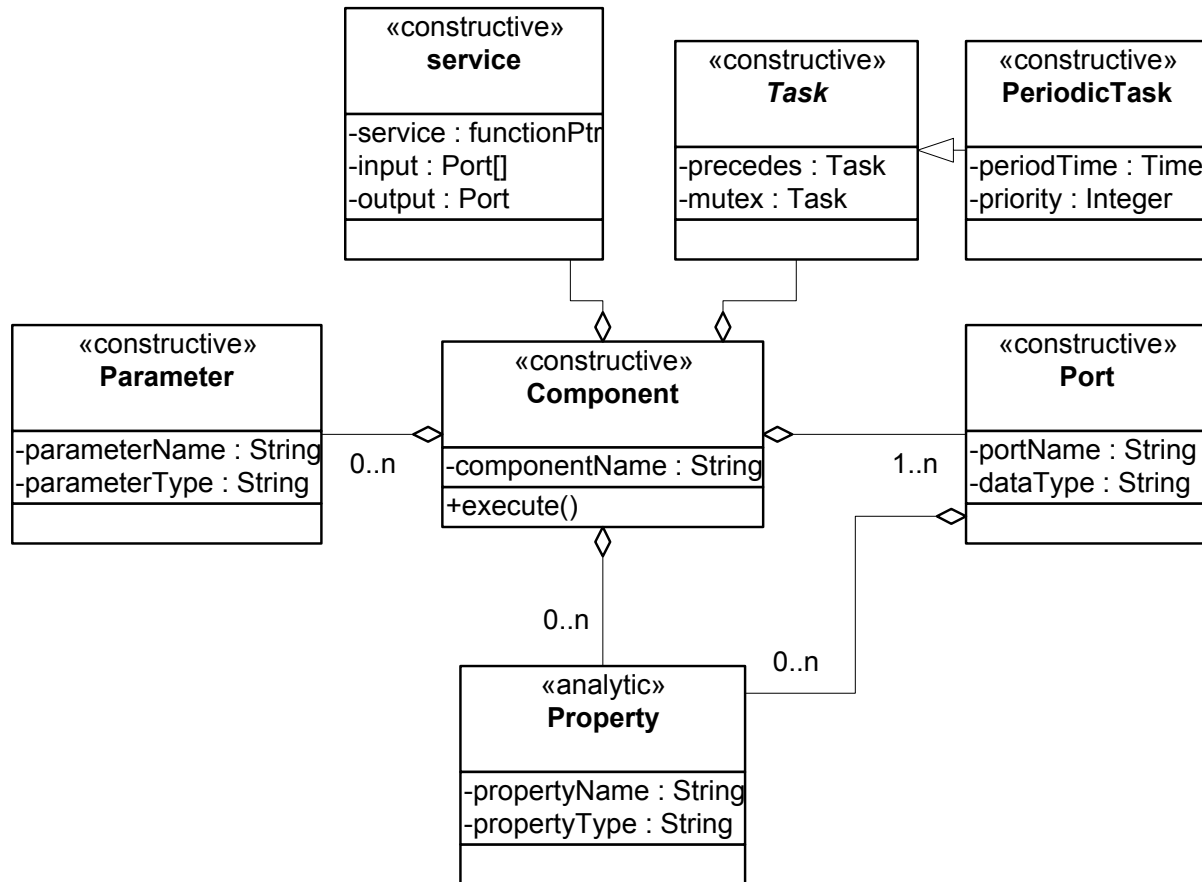 «constructive»
service
-service : functionPtr
-input : Port[]
-output : Port
«constructive»
Task
-precedes : Task
-mutex : Task
«constructive»
PeriodicTask
-periodTime : Time
-priority : Integer
«constructive»
Parameter
-parameterName : String
-parameterType : String
0..n
«constructive»
Component
-componentName : String
+execute()
1..n
«constructive»
Port
-portName : String
-dataType : String
0..n
0..n
«analytic»
Property
-propertyName : String
-propertyType : String